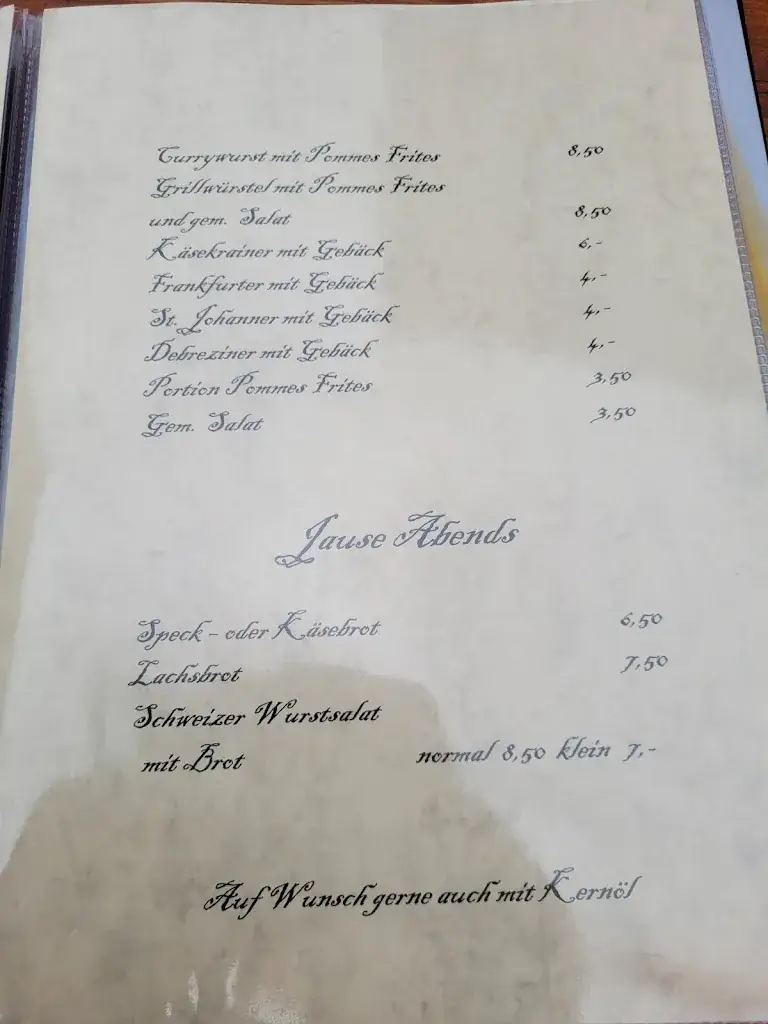 Currywurst mit Pommes Frites 8,50
Grillwürstel mit Pommes Frites
und gem. Salat 8,50
Käsekrainer mit Gebäck 6,-
Frankfurter mit Gebäck 4,-
St. Johanner mit Gebäck 4,-
Debreziner mit Gebäck 4,-
Portion Pommes Frites 3,50
Gem. Salat 3,50
Jause Abends
Speck - oder Käsebrot 6,50
Lachsbrot 7,50
Schweizer Wurstsalat
mit Brot normal 8,50 klein 7,-
Auf Wunsch gerne auch mit Kernöl